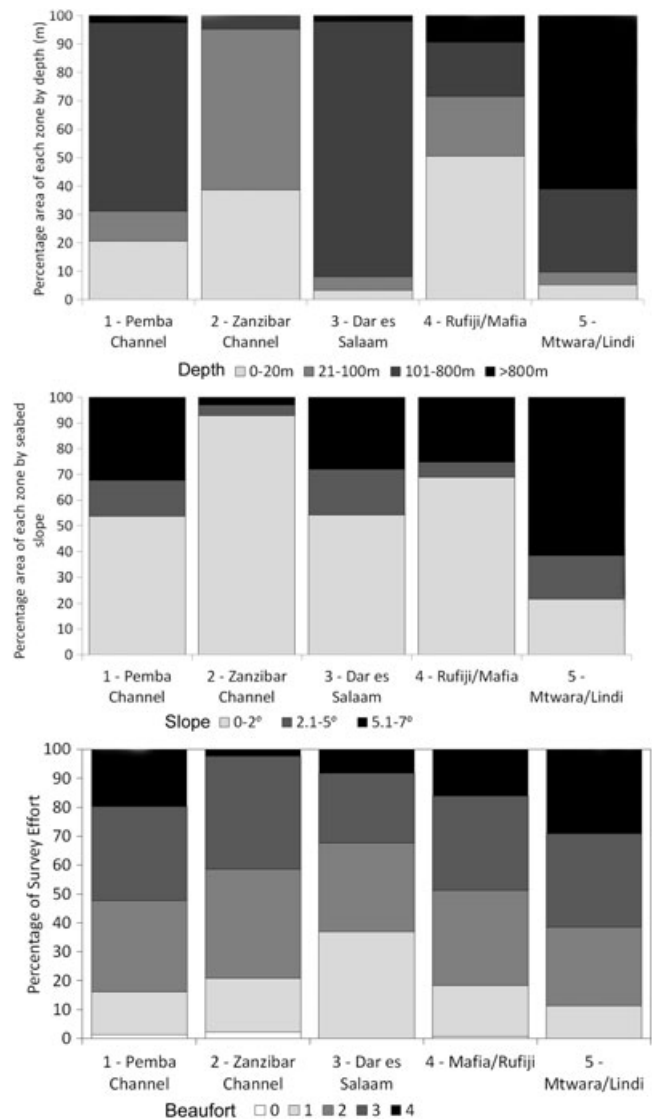 Percentage area of each zone by depth (m)
100
90
80
70
60
50
40
30
20
10
0
1 - Pemba Channel
2 - Zanzibar Channel
3 - Dar es Salaam
4 - Rufiji/Mafia
5 - Mtwara/Lindi
Depth 0-20m 21-100m 101-800m >800m
Percentage area of each zone by seabed slope
100
90
80
70
60
50
40
30
20
10
0
1 - Pemba Channel
2 - Zanzibar Channel
3 - Dar es Salaam
4 - Rufiji/Mafia
5 - Mtwara/Lindi
Slope 0-2° 2.1-5° 5.1-7°
Percentage of Survey Effort
100
90
80
70
60
50
40
30
20
10
0
1 - Pemba Channel
2 - Zanzibar Channel
3 - Dar es Salaam
4 - Mafia/Rufiji
5 - Mtwara/Lindi
Beaufort 0 1 2 3 4